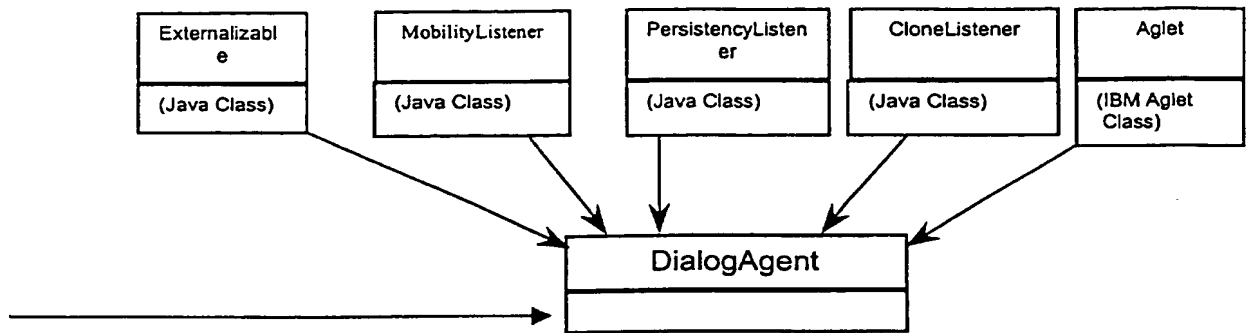 Externalizabl
e
(Java Class)
MobilityListener
(Java Class)
PersistencyListen
er
(Java Class)
CloneListener
(Java Class)
Aglet
(IBM Aglet
Class)
DialogAgent